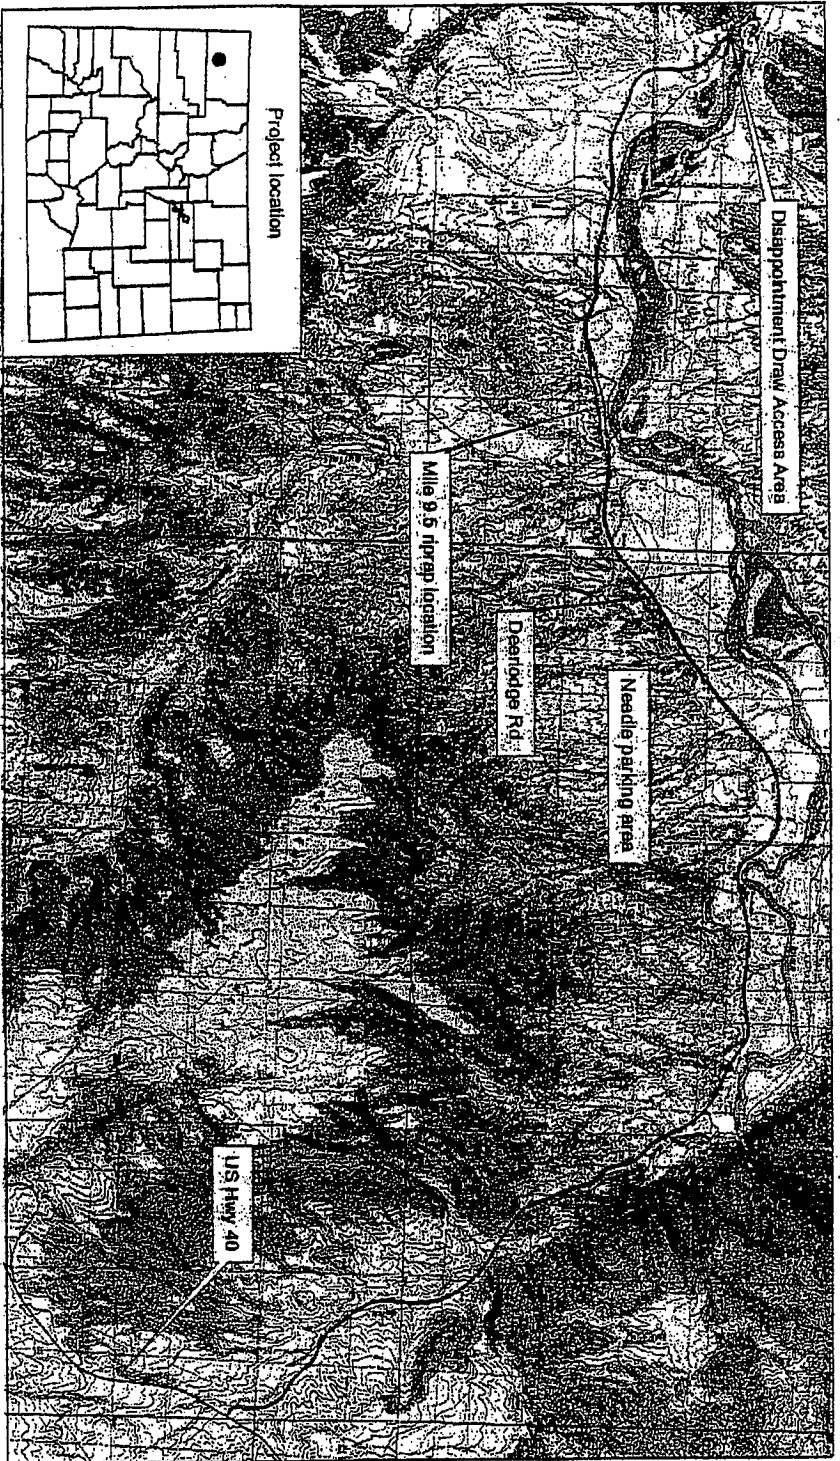 Disappointment Draw Access Area
Mile 9.5 riprap location
Deerlodge Rd.
Needle parking area
US Hwy 40
Project location